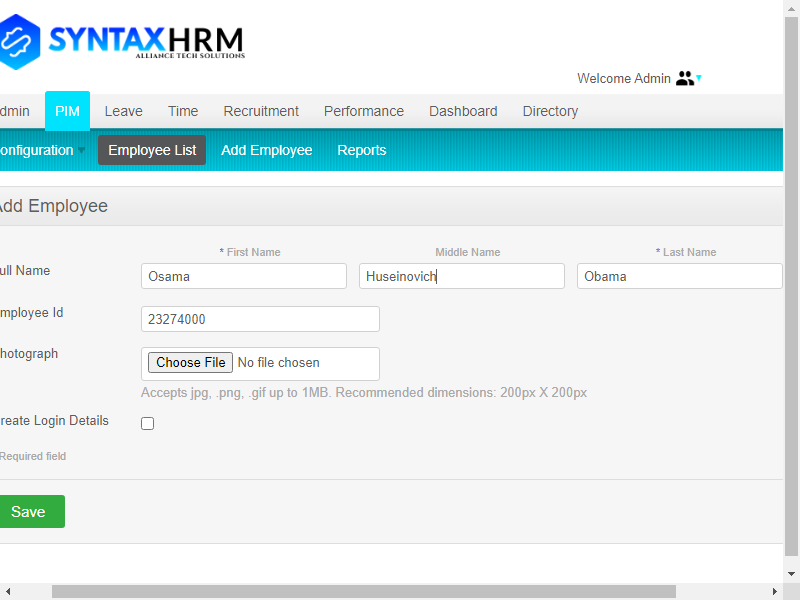 SYNTAXHRM
ALLIANCE TECH SOLUTIONS
Welcome Admin
dmin PIM Leave Time Recruitment Performance Dashboard Directory
onfiguration Employee List Add Employee Reports
Add Employee
* First Name Middle Name * Last Name
ull Name Osama Huseinovich Obama
mployee Id 23274000
hotograph Choose File No file chosen
Accepts jpg, .png, .gif up to 1MB. Recommended dimensions: 200px X 200px
reate Login Details
Required field
Save